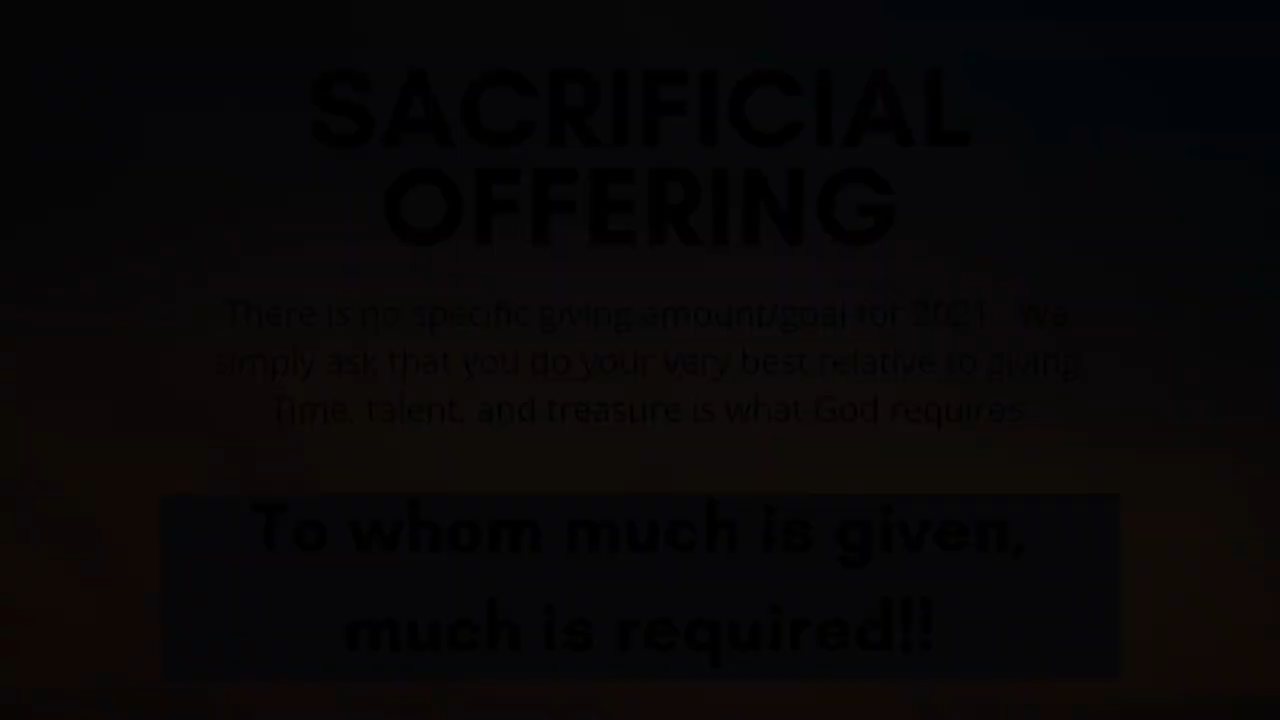 SACRIFICIAL
OFFERING
There is no specific giving amount/goal for 2021. We
simply ask that you do your very best relative to giving.
Time, talent, and treasure is what God requires.
To whom much is given,
much is required!!